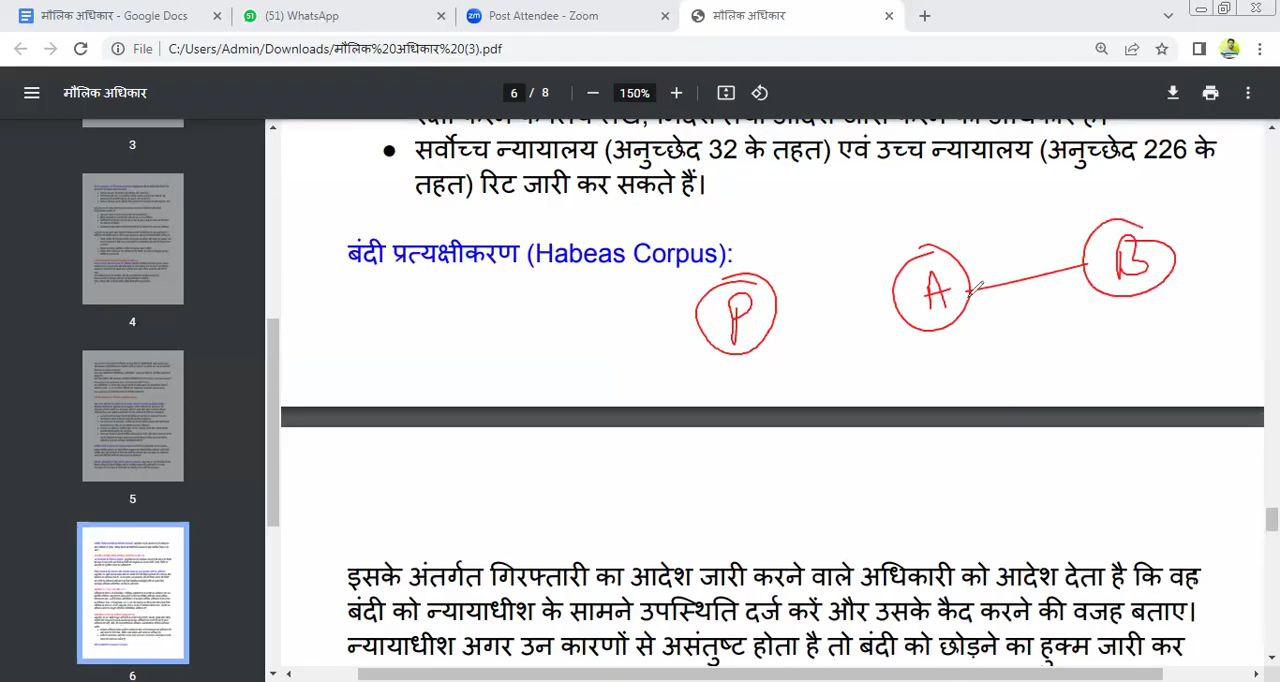 मौलिक अधिकार - Google Docs
(51) WhatsApp
Post Attendee - Zoom
मौलिक अधिकार
File
C:/Users/Admin/Downloads/मौलिक%20अधिकार%20(3).pdf
मौलिक अधिकार
6 / 8
150%
3
4
5
6
● सर्वोच्च न्यायालय (अनुच्छेद 32 के तहत) एवं उच्च न्यायालय (अनुच्छेद 226 के
तहत) रिट जारी कर सकते हैं।
बंदी प्रत्यक्षीकरण (Habeas Corpus):
P
A
B
इसके अंतर्गत गिरफ्तारी का आदेश जारी करने वाले अधिकारी को आदेश देता है कि वह
बंदी को न्यायाधीश के सामने उपस्थिति दर्ज करें और उसके कैद करने की वजह बताए।
न्यायाधीश अगर उन कारणों से असंतुष्ट होता है तो बंदी को छोड़ने का हुक्म जारी कर